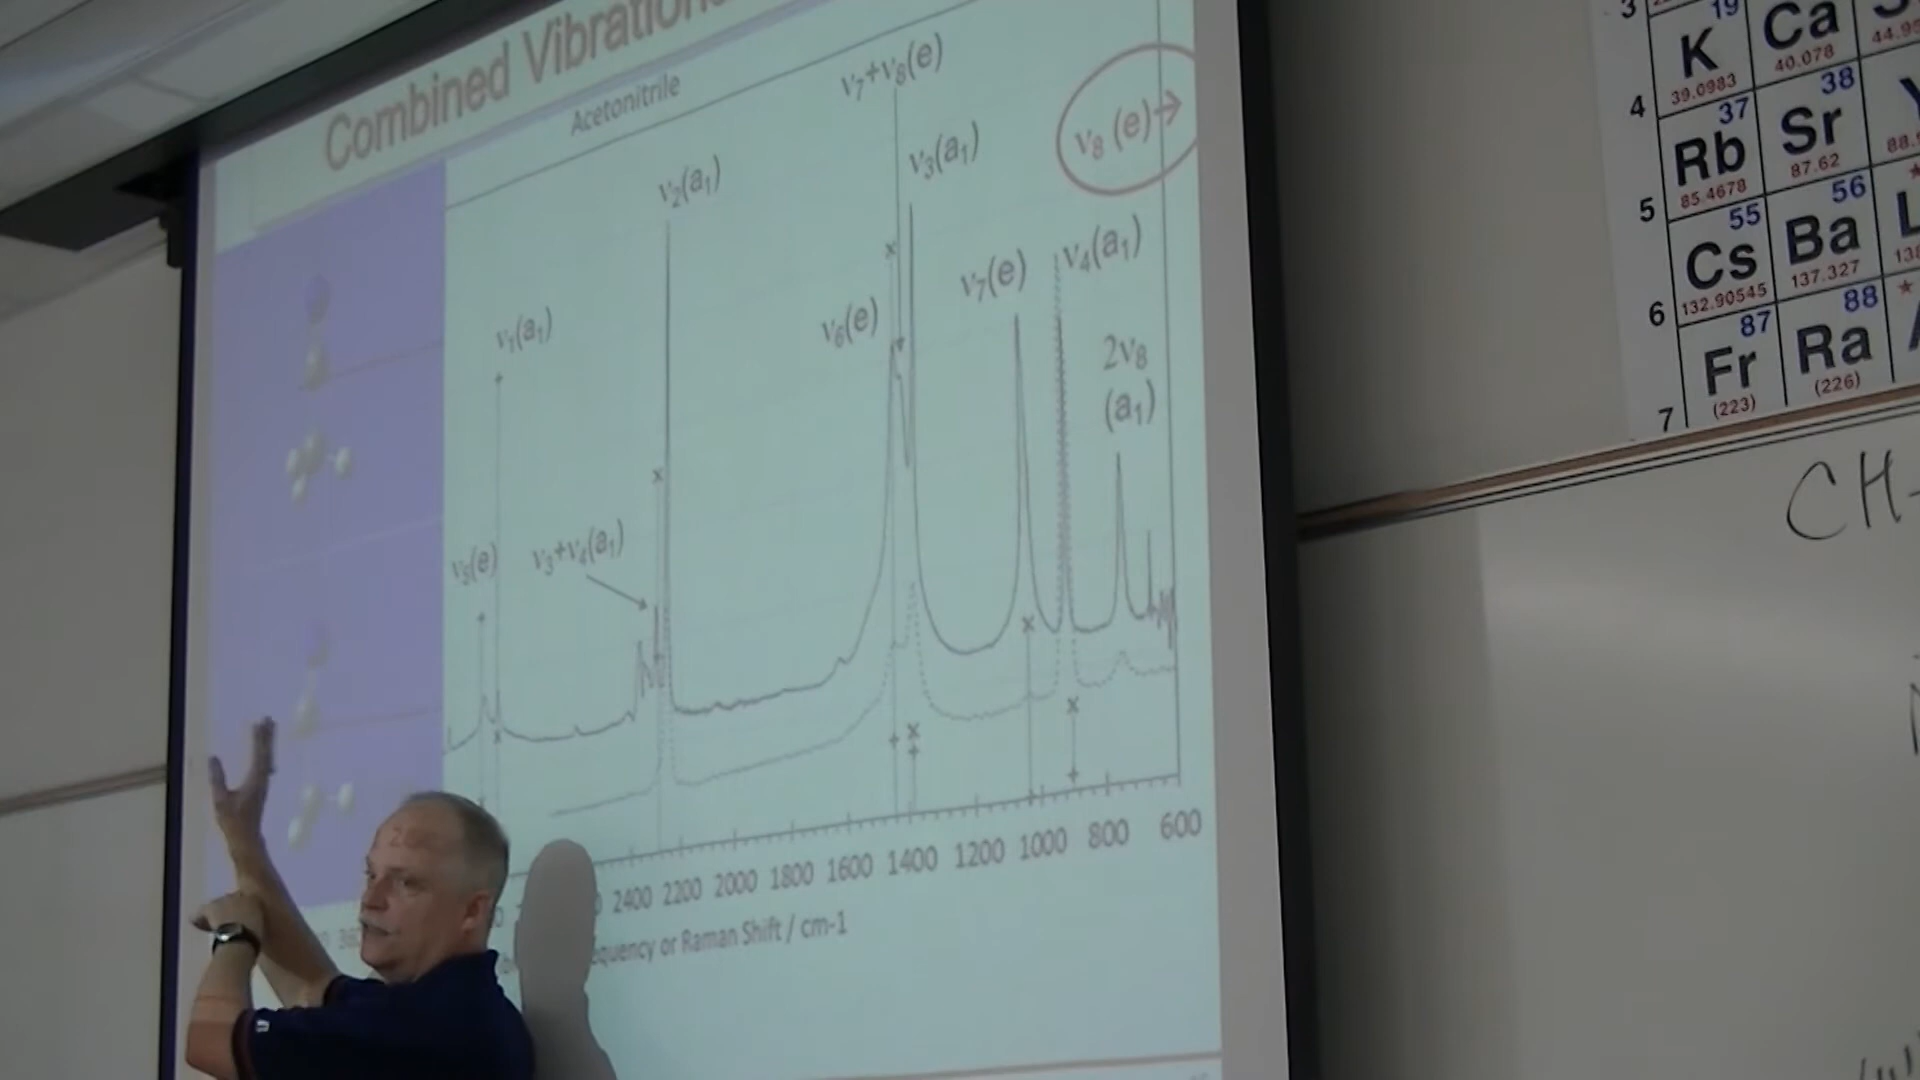 Combined
Acetonitrile
ν7+ν8(e)
ν8 (e)→
ν3(a1)
ν2(a1)
ν4(a1)
ν7(e)
ν6(e)
ν1(a1)
2ν8
(a1)
ν5(e)
ν3+ν4(a1)
2400 2200 2000 1800 1600 1400 1200 1000 800 600
or Raman Shift / cm-1
3
19
K
39.0983
Ca
40.078
4
37
Rb
85.4678
38
Sr
87.62
5
55
Cs
132.90545
56
Ba
137.327
6
87
Fr
(223)
88
Ra
(226)
7
CH